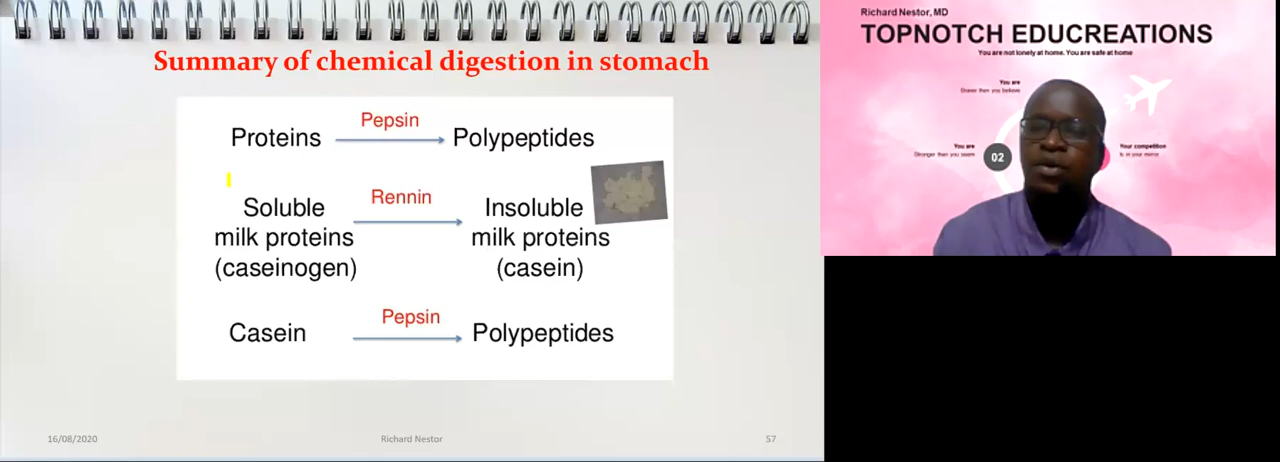 Summary of chemical digestion in stomach
Pepsin
Proteins
Polypeptides
Rennin
Soluble
milk proteins
(caseinogen)
Insoluble
milk proteins
(casein)
Pepsin
Casein
Polypeptides
16/08/2020
Richard Nestor
57
Richard Nestor, MD
TOPNOTCH EDUCREATIONS
You are not lonely at home. You are safe at home
You are
Braver then you believe
You are
Stronger then you seem
02
Your competition
Is in your mirror